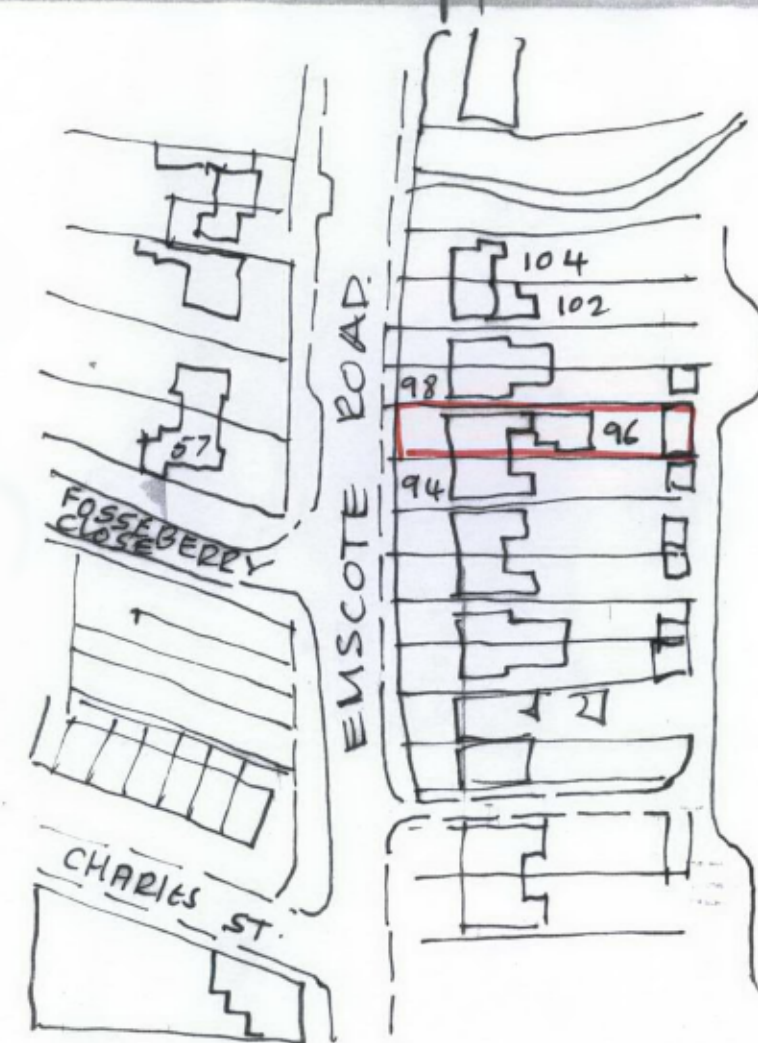 104
102
EMSCOTE ROAD.
98
96
57
94
FOSSEBERRY
CLOSE
CHARLES ST.